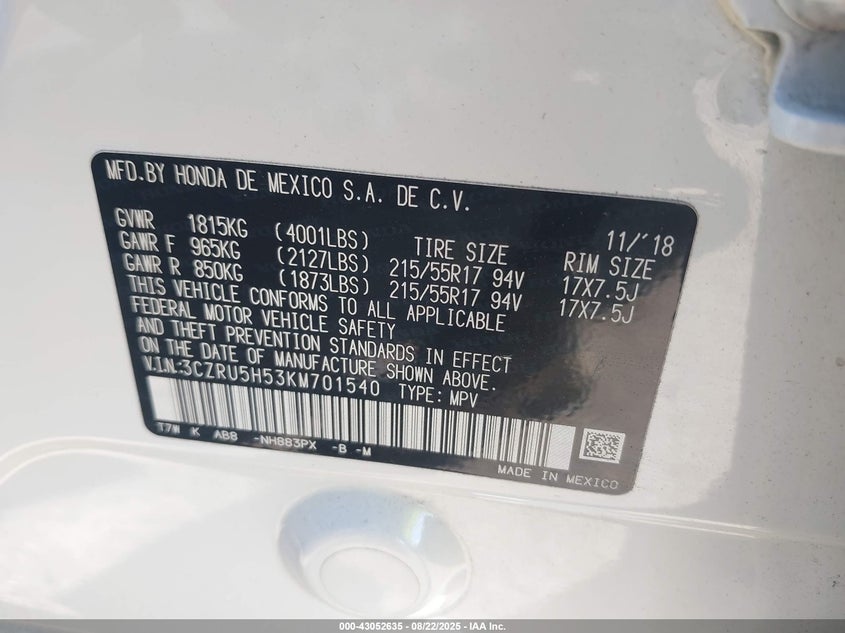 MFD.BY HONDA DE MEXICO S.A. DE C.V.
11/'18
GVWR 1815KG (4001LBS) TIRE SIZE RIM SIZE
GAWR F 965KG (2127LBS) 215/55R17 94V 17X7.5J
GAWR R 850KG (1873LBS) 215/55R17 94V 17X7.5J
THIS VEHICLE CONFORMS TO ALL APPLICABLE
FEDERAL MOTOR VEHICLE SAFETY
AND THEFT PREVENTION STANDARDS IN EFFECT
ON THE DATE OF MANUFACTURE SHOWN ABOVE.
V.I.N:3CZRU5H53KM701540 TYPE: MPV
T7W K ABB -NH883PX -B -M
MADE IN MEXICO
000-43052635 - 08/22/2025 - IAA Inc.